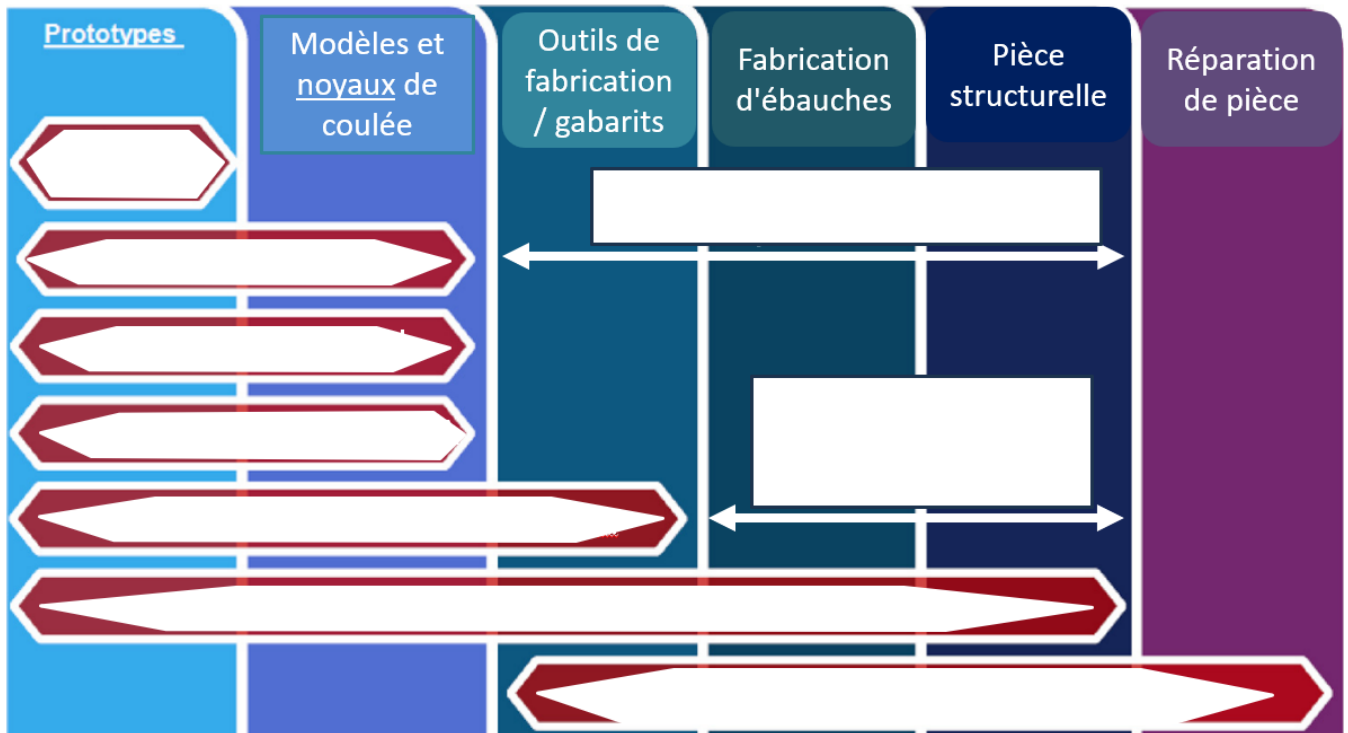 Prototypes
Modèles et
noyaux de
coulée
Outils de
fabrication
/ gabarits
Fabrication
d'ébauches
Pièce
structurelle
Réparation
de pièce